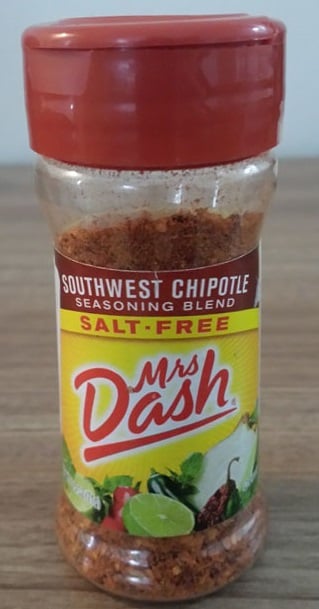 SOUTHWEST CHIPOTLE
SEASONING BLEND
SALT-FREE
Mrs
Dash